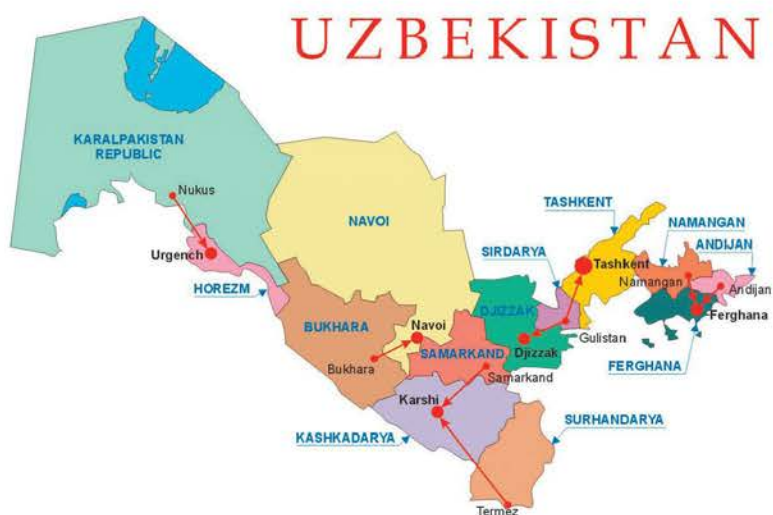 UZBEKISTAN
KARALPAKISTAN
REPUBLIC
Nukus
Urgench
HOREZM
NAVOI
BUKHARA
Navoi
Bukhara
SAMARKAND
Samarkand
DJIZZAK
Djizzak
SIRDARYA
Gulistan
TASHKENT
Tashkent
NAMANGAN
Namangan
ANDIJAN
Andijan
Ferghana
FERGHANA
Karshi
KASHKADARYA
SURHANDARYA
Termez